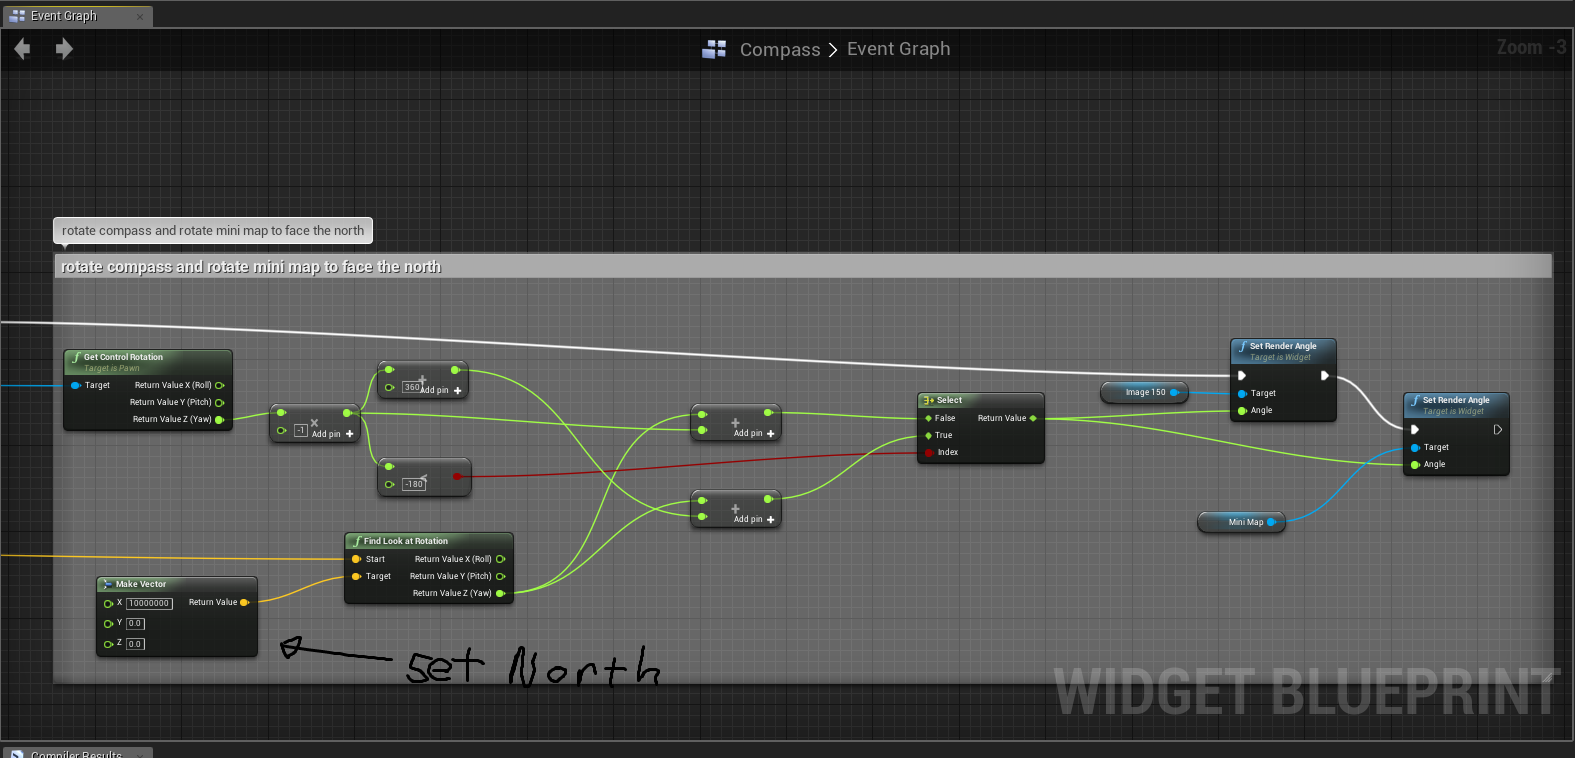 Event Graph
Compass > Event Graph
Zoom -3
rotate compass and rotate mini map to face the north
rotate compass and rotate mini map to face the north
Get Control Rotation
Target is Pawn
Target
Return Value X (Roll)
Return Value Y (Pitch)
Return Value Z (Yaw)
-1
×
Add pin +
360
+
Add pin +
-180
<
Find Look at Rotation
Start
Target
Return Value X (Roll)
Return Value Y (Pitch)
Return Value Z (Yaw)
Make Vector
X 10000000
Y 0.0
Z 0.0
Return Value
+
Add pin +
+
Add pin +
Select
False
True
Index
Return Value
Image 150
Set Render Angle
Target is Widget
Target
Angle
Mini Map
Set Render Angle
Target is Widget
Target
Angle
Set North
WIDGET BLUEPRINT
Compiler Results